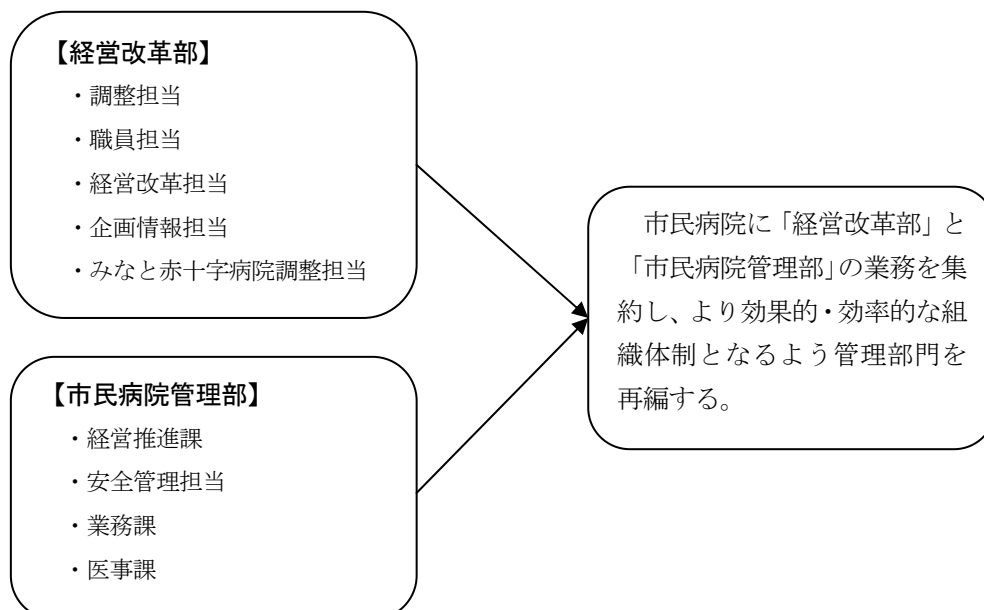 【経営改革部】
・調整担当
・職員担当
・経営改革担当
・企画情報担当
・みなと赤十字病院調整担当
【市民病院管理部】
・経営推進課
・安全管理担当
・業務課
・医事課
市民病院に「経営改革部」と
「市民病院管理部」の業務を集
約し、より効果的・効率的な組
織体制となるよう管理部門を
再編する。